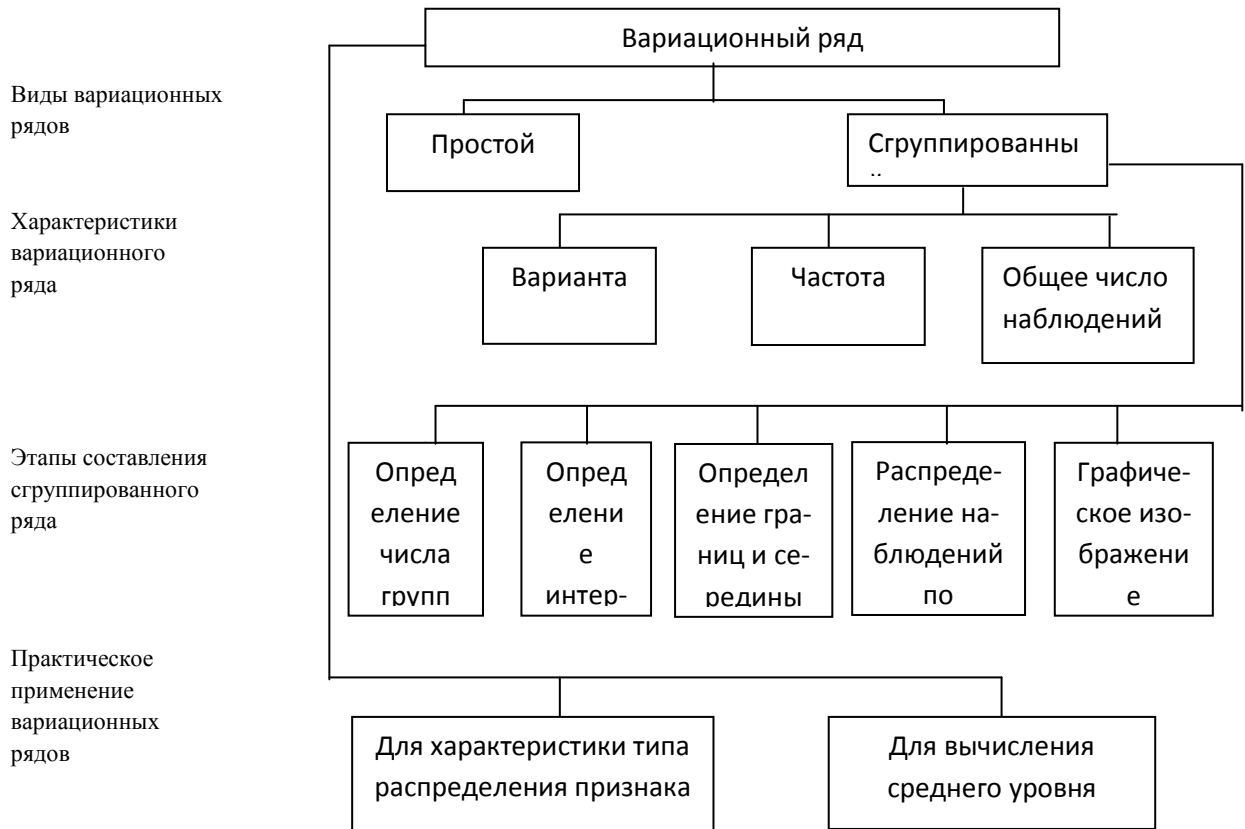 Вариационный ряд
Виды вариационных
рядов
Простой
Сгруппированны
Характеристики
вариационного
ряда
Варианта
Частота
Общее число
наблюдений
Этапы составления
сгруппированного
ряда
Опред
еление
числа
групп
Опред
елени
е
интер-
Определ
ение гра-
ниц и се-
редины
Распреде-
ление на-
блюдений
по
Графиче-
ское изо-
бражени
е
Практическое
применение
вариационных
рядов
Для характеристики типа
распределения признака
Для вычисления
среднего уровня